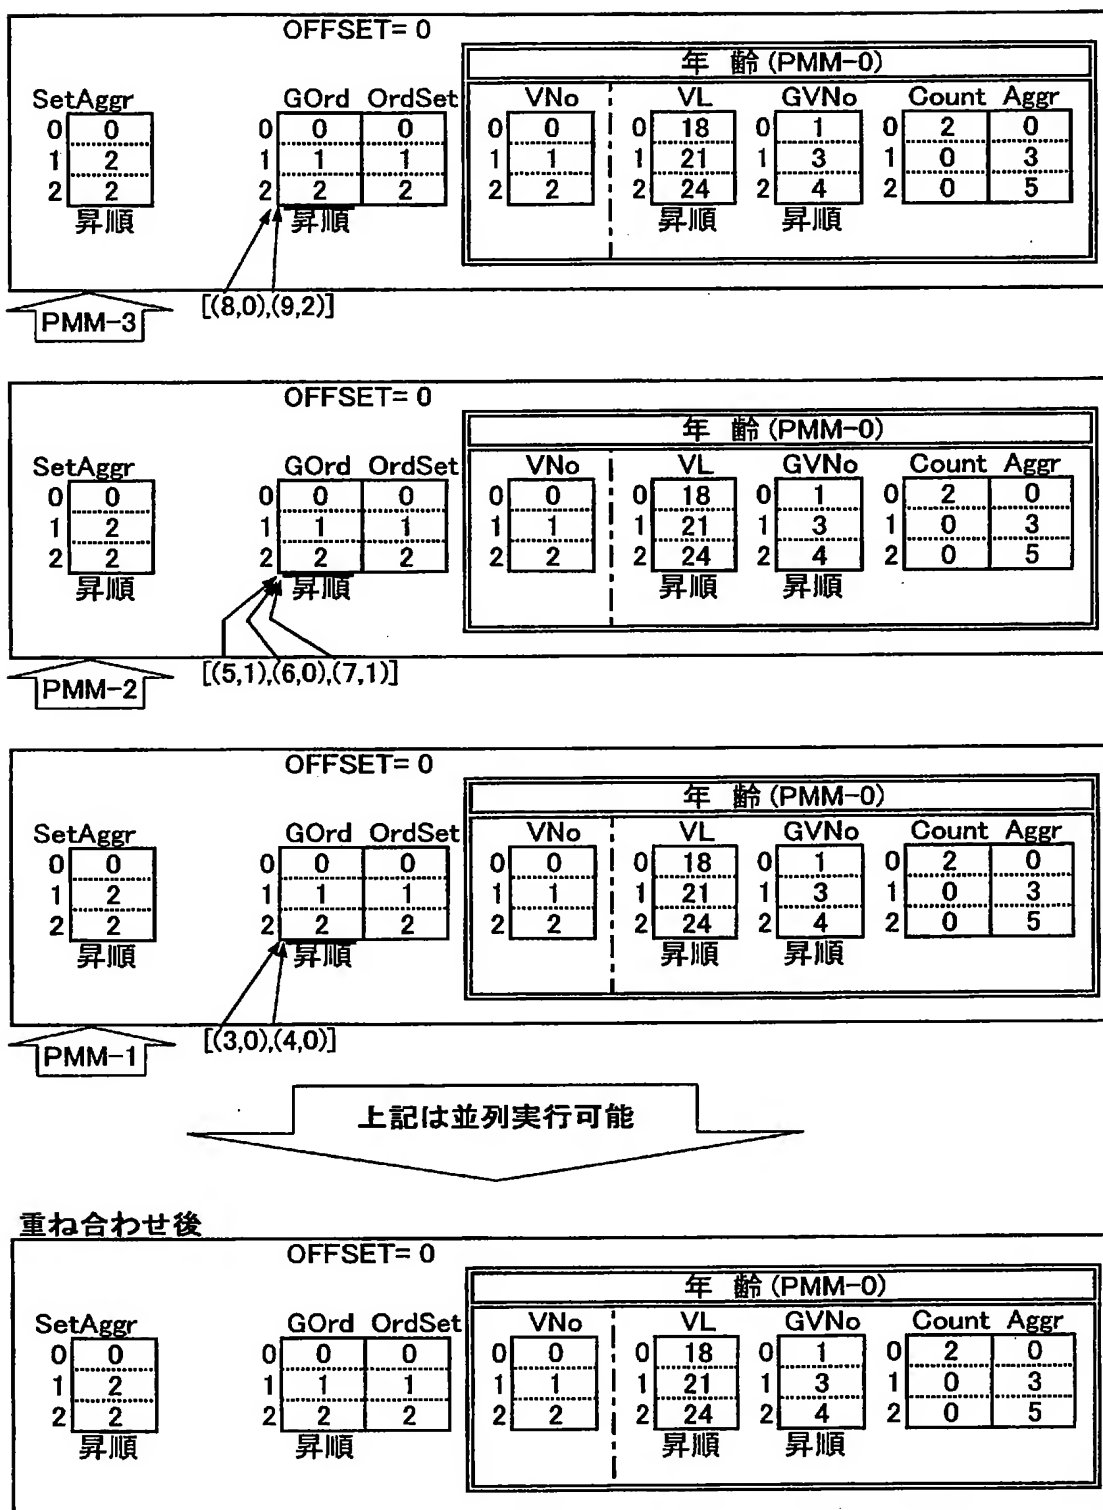 OFFSET= 0
年 齢 (PMM-0)
SetAggr GOrd OrdSet VNo VL GVNo Count Aggr
0 0 0 0 0 0 0 0 18 0 1 0 2 0
1 2 1 1 1 1 1 1 21 1 3 1 0 3
2 2 2 2 2 2 2 2 24 2 4 2 0 5
昇順 昇順 昇順 昇順
PMM-3 [(8,0),(9,2)]
OFFSET= 0
年 齢 (PMM-0)
SetAggr GOrd OrdSet VNo VL GVNo Count Aggr
0 0 0 0 0 0 0 0 18 0 1 0 2 0
1 2 1 1 1 1 1 1 21 1 3 1 0 3
2 2 2 2 2 2 2 2 24 2 4 2 0 5
昇順 昇順 昇順 昇順
PMM-2 [(5,1),(6,0),(7,1)]
OFFSET= 0
年 齢 (PMM-0)
SetAggr GOrd OrdSet VNo VL GVNo Count Aggr
0 0 0 0 0 0 0 0 18 0 1 0 2 0
1 2 1 1 1 1 1 1 21 1 3 1 0 3
2 2 2 2 2 2 2 2 24 2 4 2 0 5
昇順 昇順 昇順 昇順
PMM-1 [(3,0),(4,0)]
上記は並列実行可能
重ね合わせ後
OFFSET= 0
年 齢 (PMM-0)
SetAggr GOrd OrdSet VNo VL GVNo Count Aggr
0 0 0 0 0 0 0 0 18 0 1 0 2 0
1 2 1 1 1 1 1 1 21 1 3 1 0 3
2 2 2 2 2 2 2 2 24 2 4 2 0 5
昇順 昇順 昇順 昇順